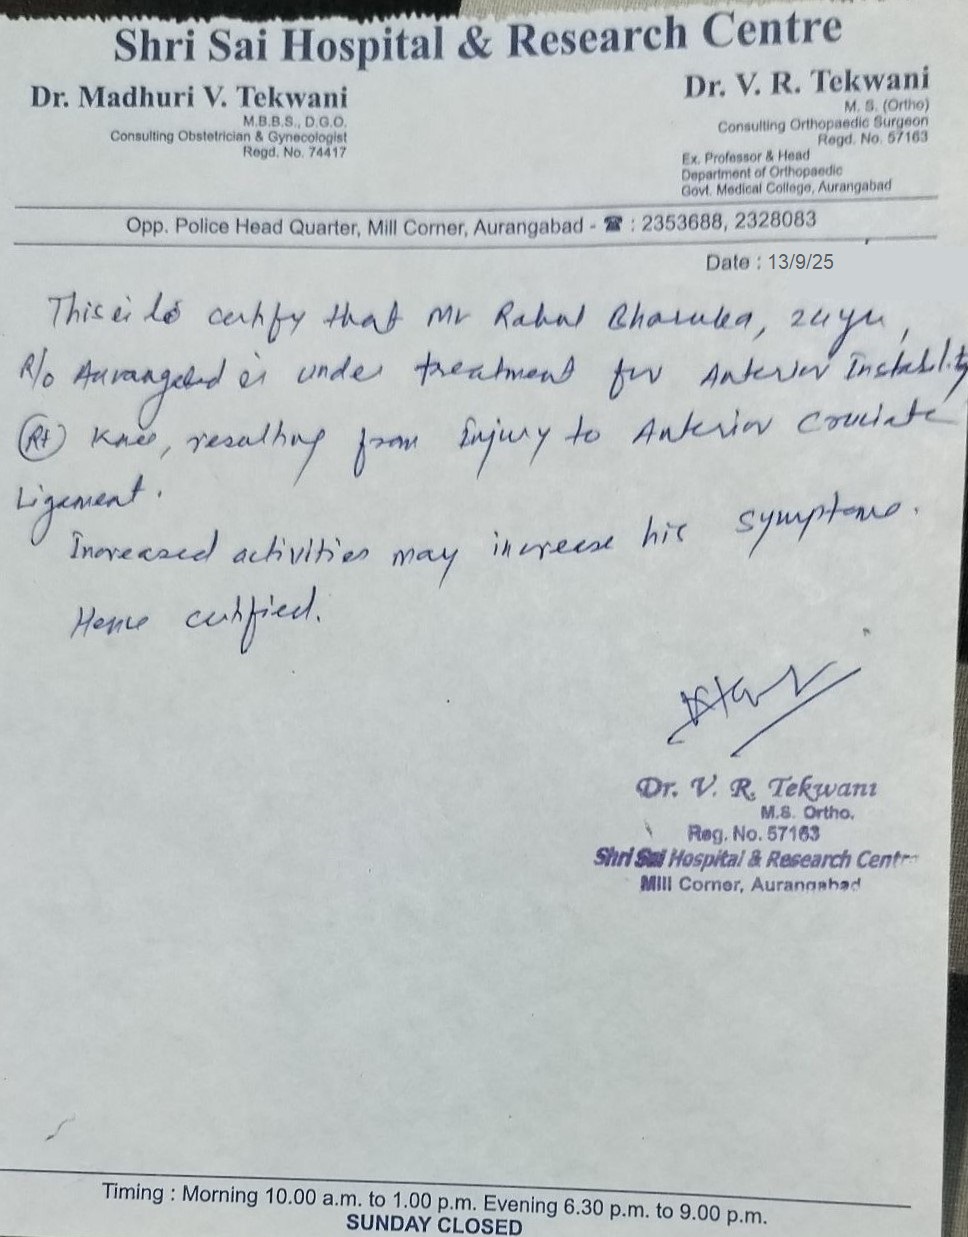 Shri Sai Hospital & Research Centre
Dr. Madhuri V. Tekwani
M.B.B.S., D.G.O.
Consulting Obstetrician & Gynecologist
Regd. No. 74417
Dr. V. R. Tekwani
M. S. (Ortho)
Consulting Orthopaedic Surgeon
Regd. No. 57163
Ex. Professor & Head
Department of Orthopaedic
Govt. Medical College, Aurangabad
Opp. Police Head Quarter, Mill Corner, Aurangabad - ☎ : 2353688, 2328083
Date : 13/9/25
This is to certify that Mr Rahul 24 yrs,
R/o Aurangabad is under treatment for Anterior Instability
(Rt) Knee, resulting from Injury to Anterior Cruciate
Ligament.
Increased activities may increase his symptoms.
Hence certified.
Dr. V. R. Tekwani
M.S. Ortho.
Reg. No. 57163
Shri Sai Hospital & Research Centre
Mill Corner, Aurangabad
Timing : Morning 10.00 a.m. to 1.00 p.m. Evening 6.30 p.m. to 9.00 p.m.
SUNDAY CLOSED